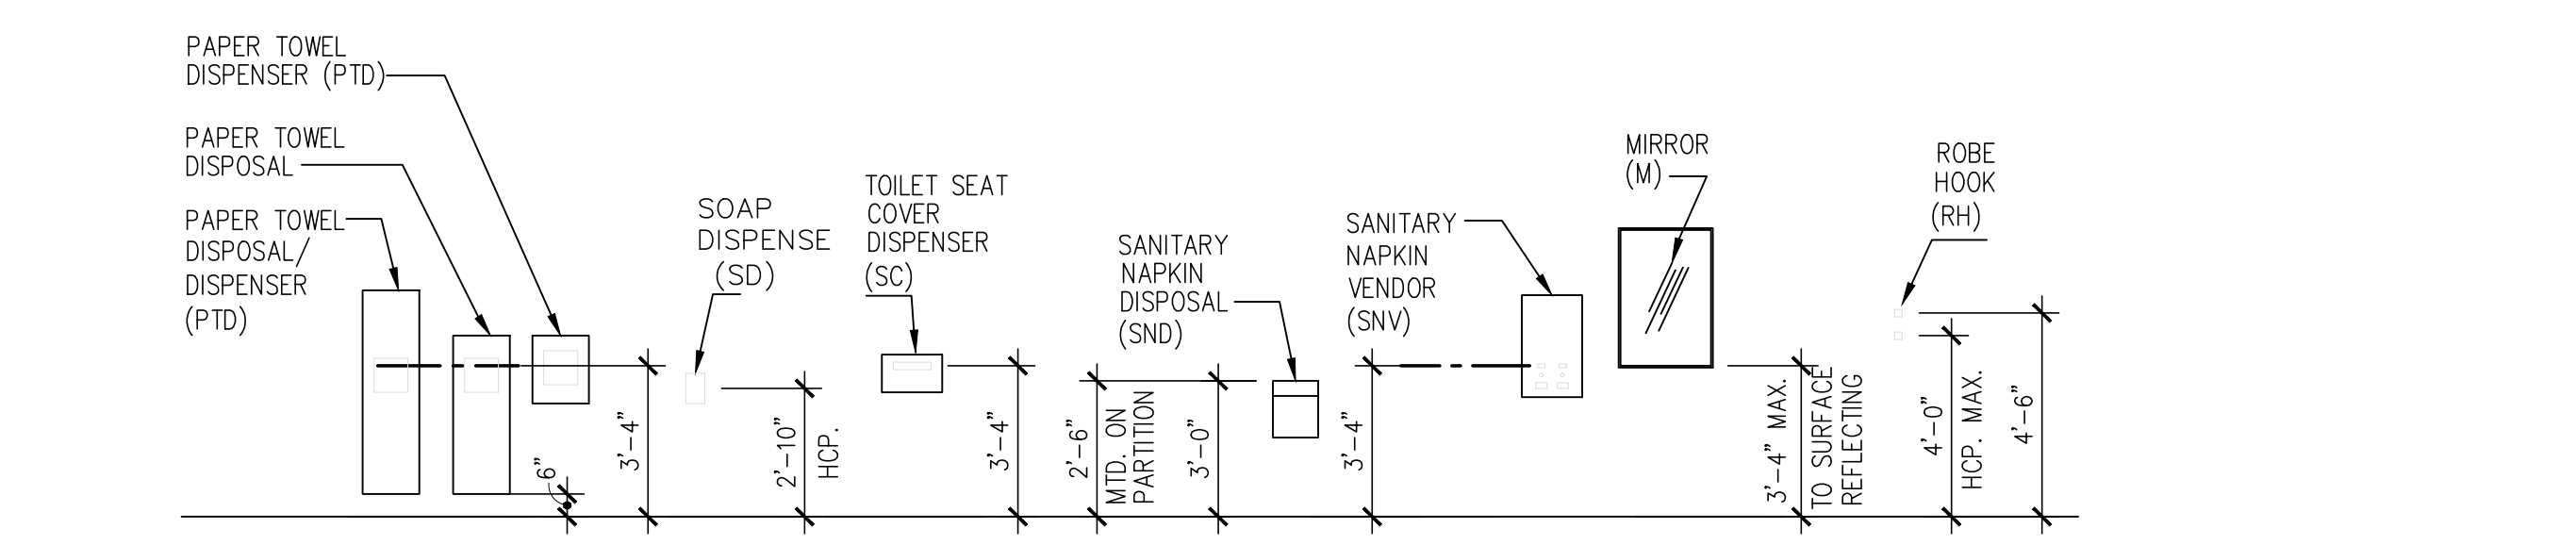 PAPER TOWEL
DISPENSER (PTD)
PAPER TOWEL
DISPOSAL
PAPER TOWEL
DISPOSAL/
DISPENSER
(PTD)
6"
3'-4"
SOAP
DISPENSE
(SD)
2'-10"
HCP.
TOILET SEAT
COVER
DISPENSER
(SC)
3'-4"
SANITARY
NAPKIN
DISPOSAL
(SND)
2'-6"
MTD. ON
PARTITION
3'-0"
SANITARY
NAPKIN
VENDOR
(SNV)
3'-4"
MIRROR
(M)
3'-4" MAX.
TO SURFACE
REFLECTING
ROBE
HOOK
(RH)
4'-0"
HCP. MAX.
4'-6"